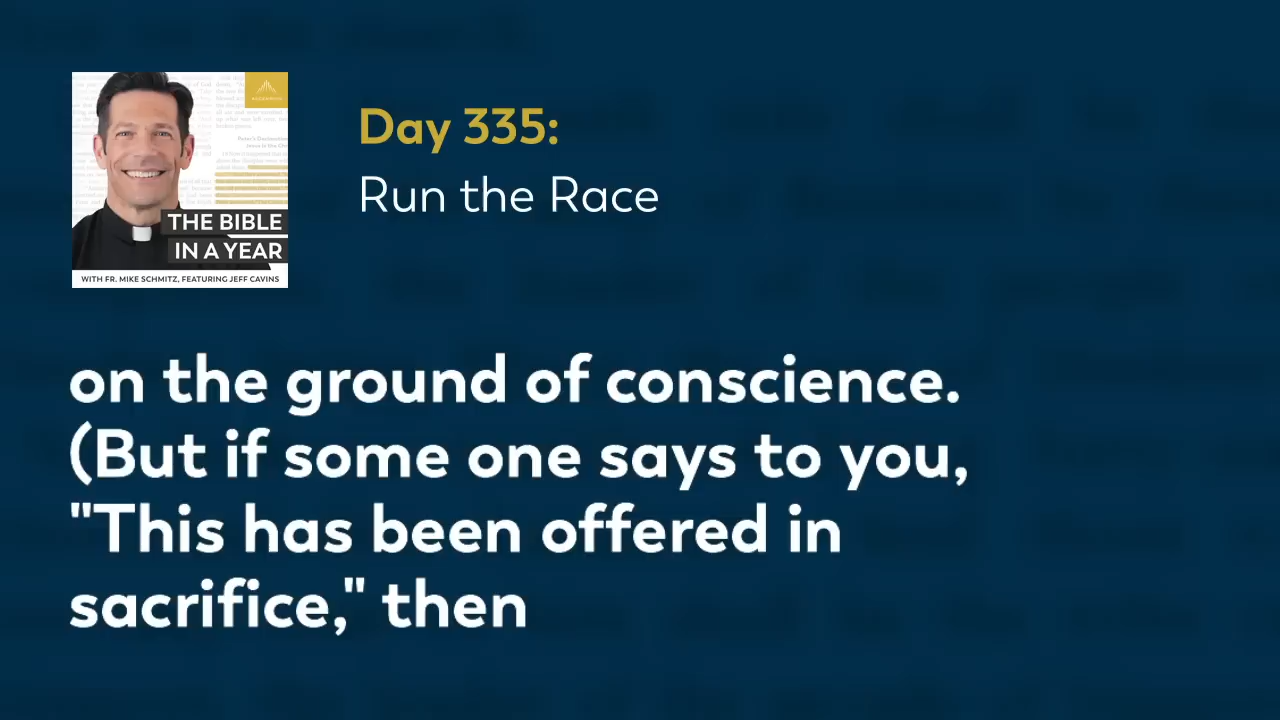 Day 335:
Run the Race
THE BIBLE
IN A YEAR
WITH FR. MIKE SCHMITZ, FEATURING JEFF CAVINS
on the ground of conscience.
(But if some one says to you,
"This has been offered in
sacrifice," then